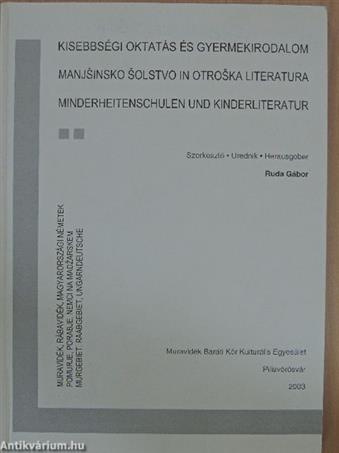 KISEBBSÉGI OKTATÁS ÉS GYERMEKIRODALOM
MANJŠINSKO ŠOLSTVO IN OTROŠKA LITERATURA
MINDERHEITENSCHULEN UND KINDERLITERATUR
Szerkesztő • Urednik • Herausgeber
Ruda Gábor
MURAVIDÉK, RÁBAVIDÉK, MAGYARORSZÁGI NÉMETEK
POMURJE, PORABJE, NEMCI NA MADŽARSKEM
MURGEBIET, RAABGEBIET, UNGARNDEUTSCHE
Muravidék Baráti Kör Kulturális Egyesület
Pilisvörösvár
2003
Antikvárium.hu